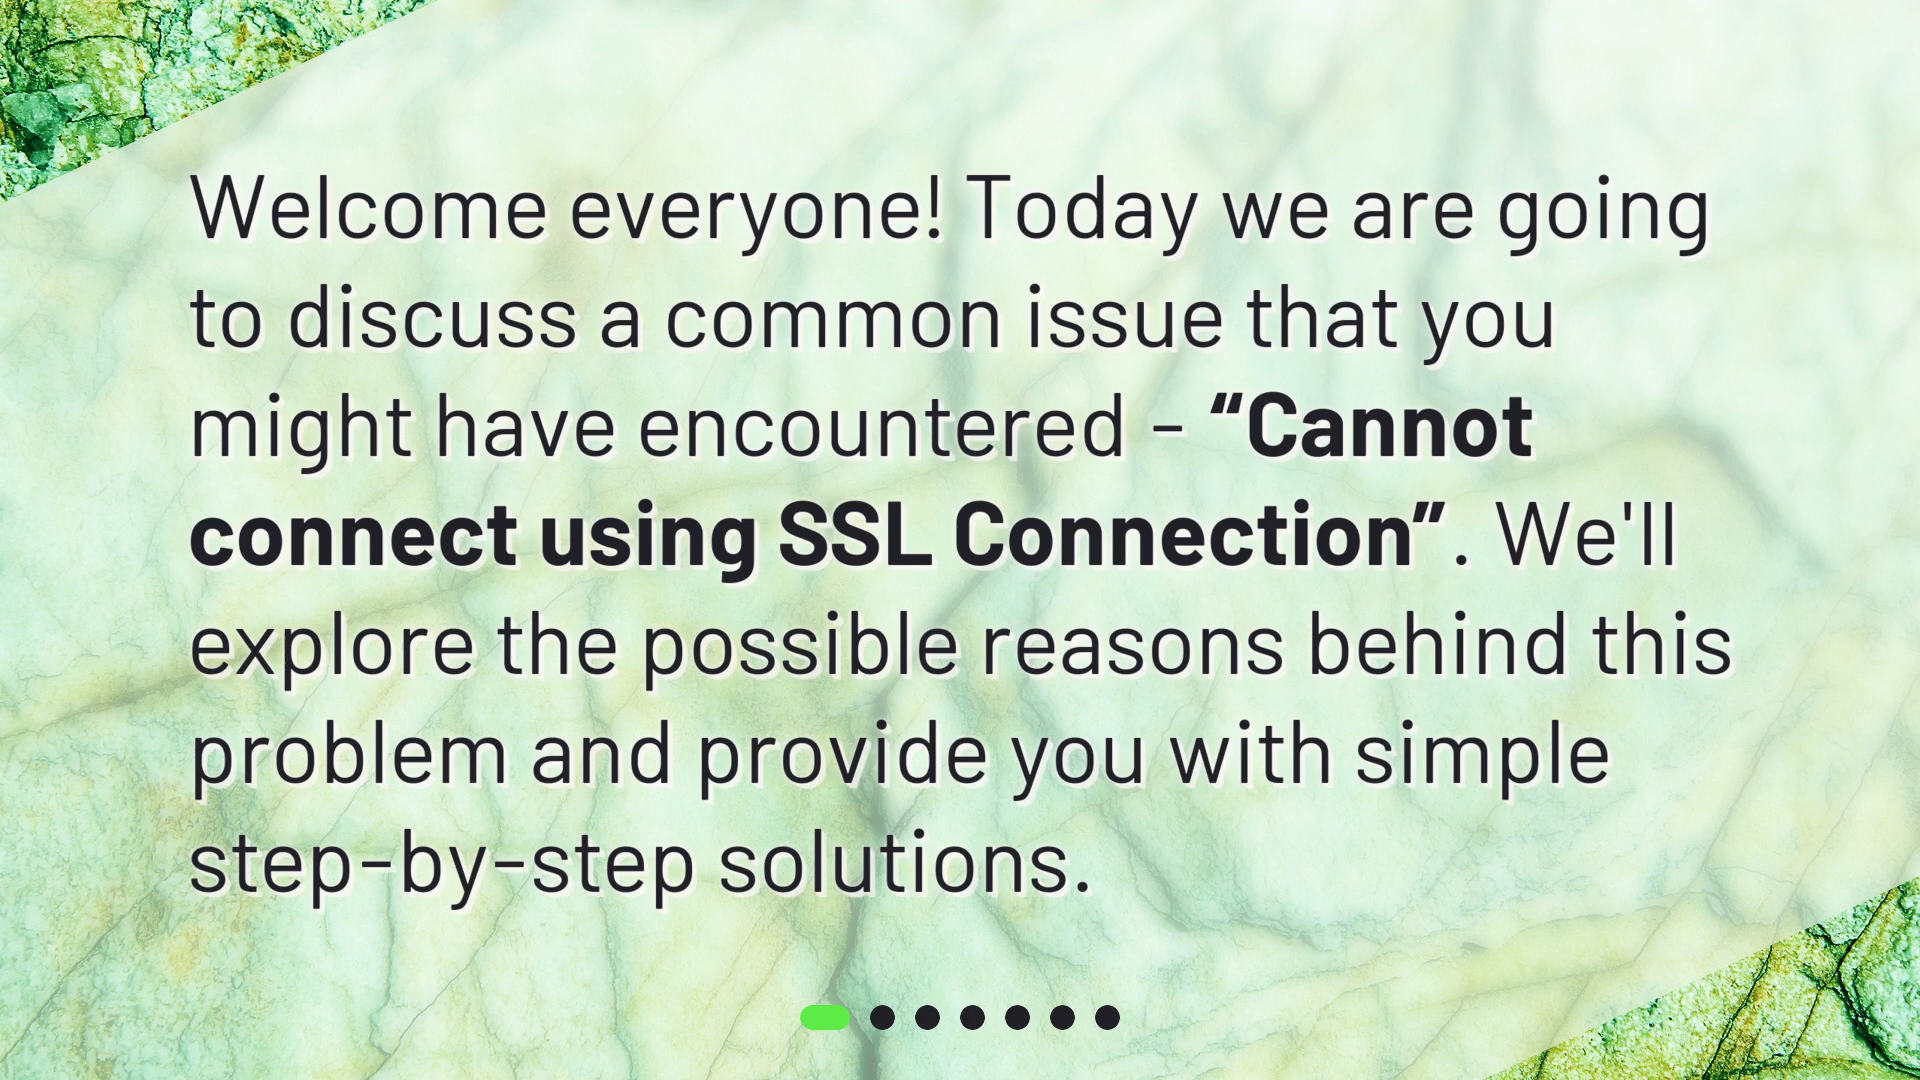 Welcome everyone! Today we are going
to discuss a common issue that you
might have encountered - “Cannot
connect using SSL Connection”. We'll
explore the possible reasons behind this
problem and provide you with simple
step-by-step solutions.